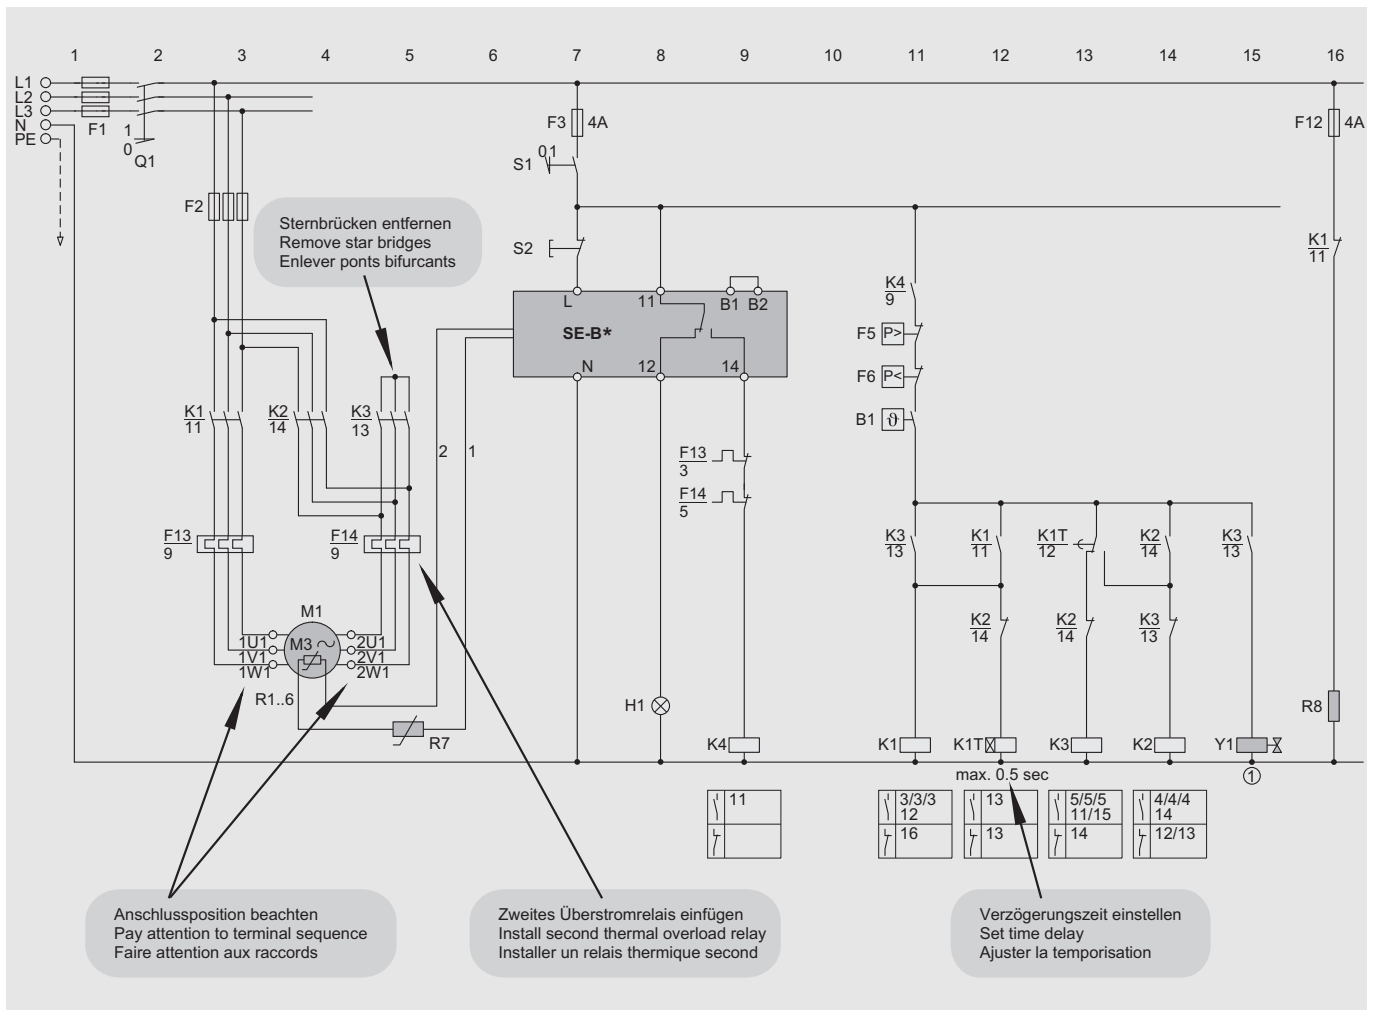 1 2 3 4 5 6 7 8 9 10 11 12 13 14 15 16
L1
L2
L3
N
PE
F1
1
0
Q1
F2
Sternbrücken entfernen
Remove star bridges
Enlever ponts bifurcants
F3 4A
S1 0 1
S2
F12 4A
K1
11
L 11 B1 B2
SE-B*
N 12 14
K4
9
F5 P>
F6 P<
B1 ϑ
K1
11
K2
14
K3
13
2 1
F13
3
F14
5
F13
9
F14
9
K3
13
K1
11
K1T
12
K2
14
K3
13
K2
14
K2
14
K3
13
M1
M3
1U1 2U1
1V1 2V1
1W1 2W1
R1..6
R7
H1
R8
K4 K1 K1T K3 K2 Y1
max. 0.5 sec
1
11
3/3/3
12
16
13
13
5/5/5
11/15
14
4/4/4
14
12/13
Anschlussposition beachten
Pay attention to terminal sequence
Faire attention aux raccords
Zweites Überstromrelais einfügen
Install second thermal overload relay
Installer un relais thermique second
Verzögerungszeit einstellen
Set time delay
Ajuster la temporisation